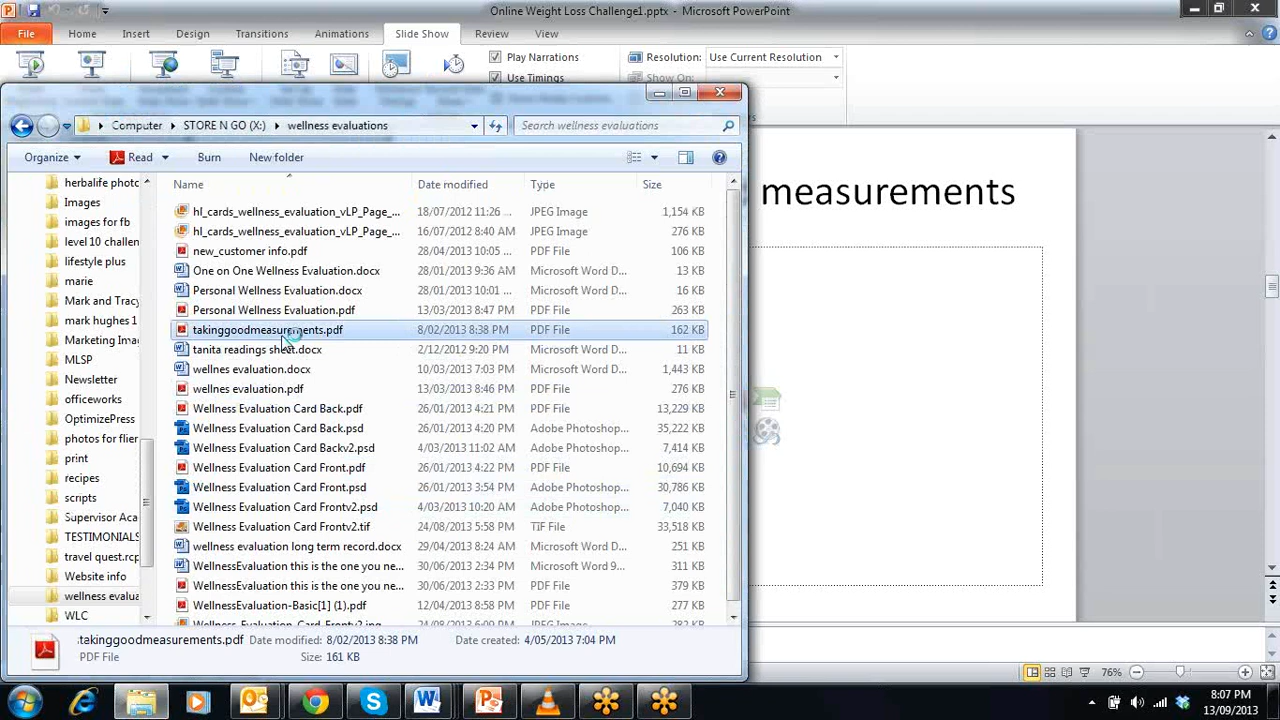 Online Weight Loss Challenge1.pptx - Microsoft PowerPoint
File Home Insert Design Transitions Animations Slide Show Review View
Play Narrations Resolution: Use Current Resolution
Use Timings Show On:
Computer STORE N GO (X:) wellness evaluations Search wellness evaluations
Organize Read Burn New folder
Name Date modified Type Size
herbalife photo
Images
images for fb
level 10 challen
lifestyle plus
marie
Mark and Tracy
mark hughes 1
Marketing Imag
MLSP
Newsletter
officeworks
OptimizePress
photos for flier
print
recipes
scripts
Supervisor Aca
TESTIMONIALS
travel quest.rcp
Website info
wellness evalua
WLC
hl_cards_wellness_evaluation_vLP_Page_... 18/07/2012 11:26 ... JPEG Image 1,154 KB
hl_cards_wellness_evaluation_vLP_Page_... 16/07/2012 8:40 AM JPEG Image 276 KB
new_customer info.pdf 28/04/2013 10:05 ... PDF File 106 KB
One on One Wellness Evaluation.docx 28/01/2013 9:36 AM Microsoft Word D... 13 KB
Personal Wellness Evaluation.docx 28/01/2013 10:01 ... Microsoft Word D... 16 KB
Personal Wellness Evaluation.pdf 13/03/2013 8:47 PM PDF File 263 KB
takinggoodmeasurements.pdf 8/02/2013 8:38 PM PDF File 162 KB
tanita readings sheet.docx 2/12/2012 9:20 PM Microsoft Word D... 11 KB
wellnes evaluation.docx 10/03/2013 7:03 PM Microsoft Word D... 1,443 KB
wellnes evaluation.pdf 13/03/2013 8:46 PM PDF File 276 KB
Wellness Evaluation Card Back.pdf 26/01/2013 4:21 PM PDF File 13,229 KB
Wellness Evaluation Card Back.psd 26/01/2013 4:20 PM Adobe Photoshop... 35,222 KB
Wellness Evaluation Card Backv2.psd 4/03/2013 11:02 AM Adobe Photoshop... 7,414 KB
Wellness Evaluation Card Front.pdf 26/01/2013 4:22 PM PDF File 10,694 KB
Wellness Evaluation Card Front.psd 26/01/2013 3:54 PM Adobe Photoshop... 30,786 KB
Wellness Evaluation Card Frontv2.psd 4/03/2013 10:20 AM Adobe Photoshop... 7,040 KB
Wellness Evaluation Card Frontv2.tif 24/08/2013 5:58 PM TIF File 33,518 KB
wellness evaluation long term record.docx 29/04/2013 8:24 AM Microsoft Word D... 251 KB
WellnessEvaluation this is the one you ne... 30/06/2013 2:34 PM Microsoft Word 9... 311 KB
WellnessEvaluation this is the one you ne... 30/06/2013 2:33 PM PDF File 379 KB
WellnessEvaluation-Basic[1] (1).pdf 12/04/2013 8:58 PM PDF File 277 KB
takinggoodmeasurements.pdf Date modified: 8/02/2013 8:38 PM Date created: 4/05/2013 7:04 PM
PDF File Size: 161 KB
measurements
76%
8:07 PM
13/09/2013